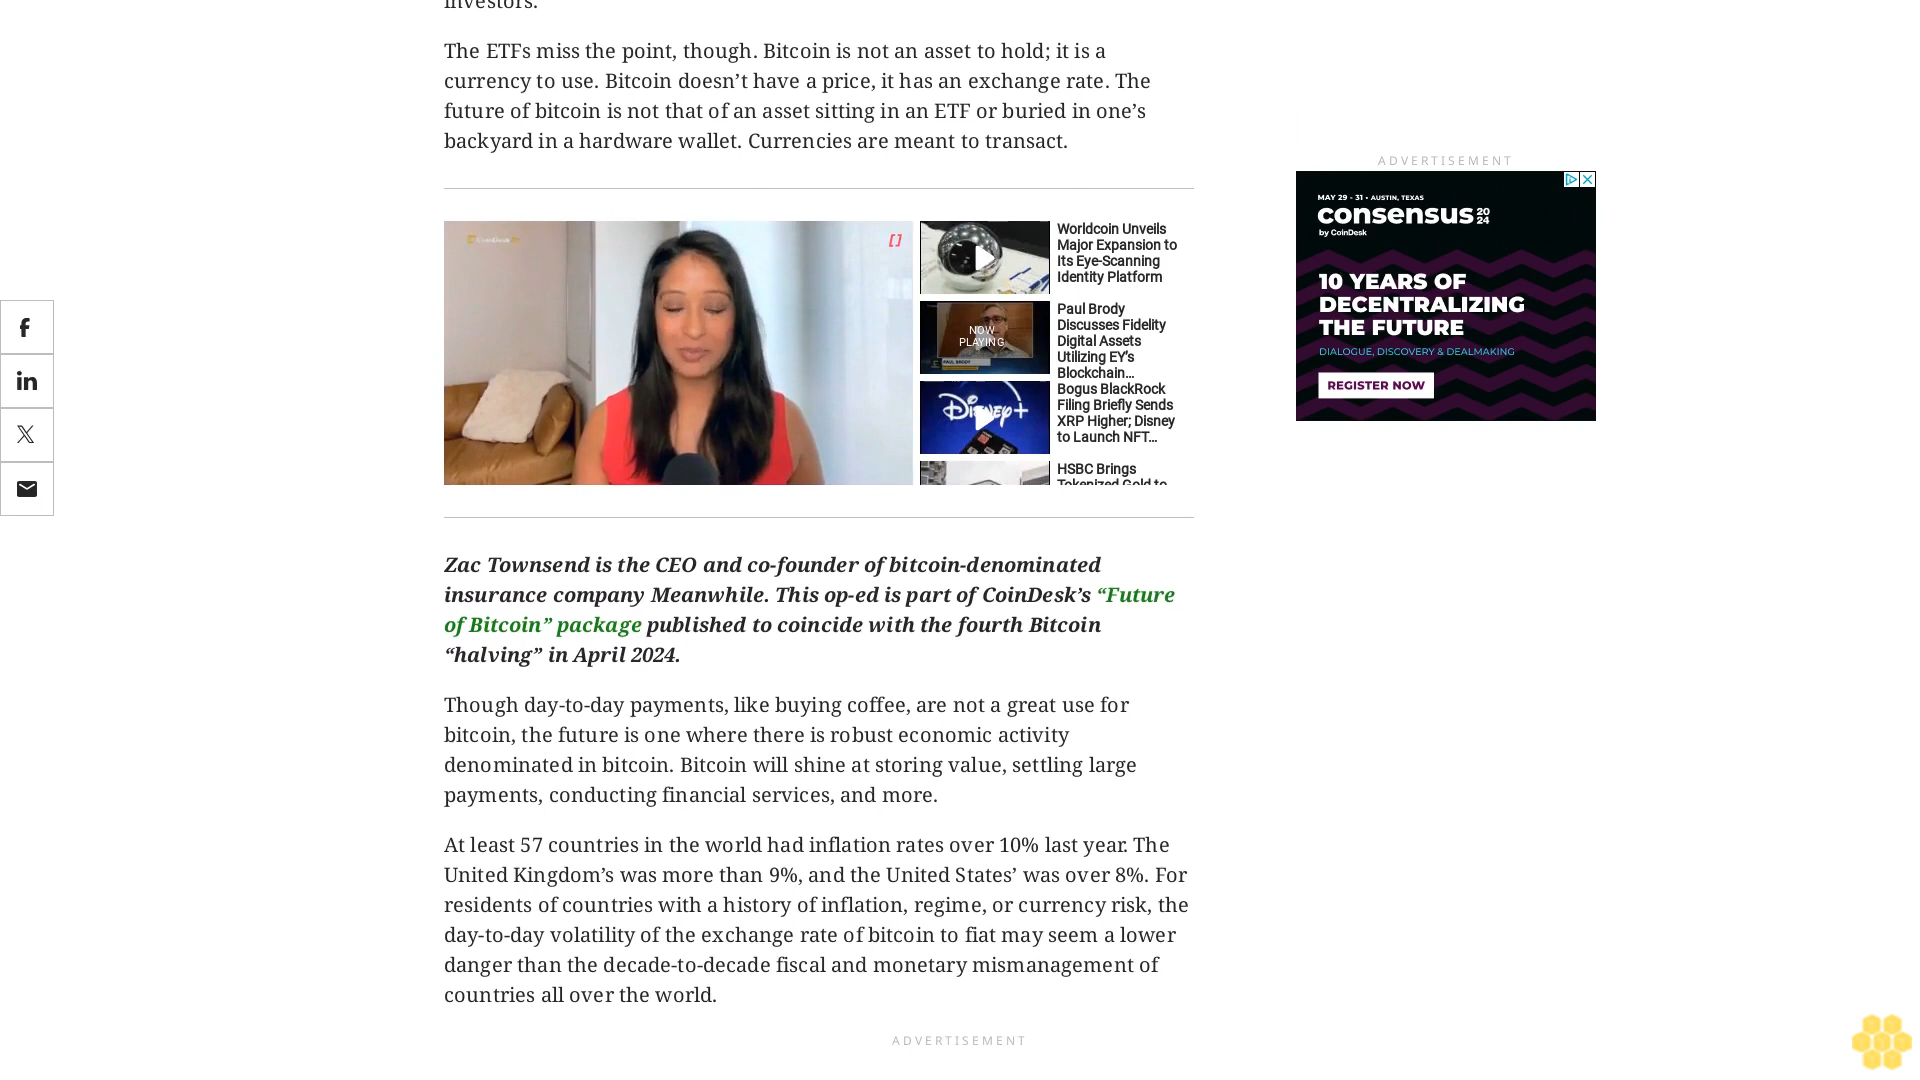 investors.
The ETFs miss the point, though. Bitcoin is not an asset to hold; it is a
currency to use. Bitcoin doesn’t have a price, it has an exchange rate. The
future of bitcoin is not that of an asset sitting in an ETF or buried in one’s
backyard in a hardware wallet. Currencies are meant to transact.
ADVERTISEMENT
MAY 29 - 31 • AUSTIN, TEXAS
consensus 2024
by CoinDesk
10 YEARS OF
DECENTRALIZING
THE FUTURE
DIALOGUE, DISCOVERY & DEALMAKING
REGISTER NOW
Worldcoin Unveils
Major Expansion to
Its Eye-Scanning
Identity Platform
NOW
PLAYING
PAUL BRODY
Paul Brody
Discusses Fidelity
Digital Assets
Utilizing EY’s
Blockchain...
Disney+
Bogus BlackRock
Filing Briefly Sends
XRP Higher; Disney
to Launch NFT...
HSBC Brings
Tokenized Gold to
Zac Townsend is the CEO and co-founder of bitcoin-denominated
insurance company Meanwhile. This op-ed is part of CoinDesk’s “Future
of Bitcoin” package published to coincide with the fourth Bitcoin
“halving” in April 2024.
Though day-to-day payments, like buying coffee, are not a great use for
bitcoin, the future is one where there is robust economic activity
denominated in bitcoin. Bitcoin will shine at storing value, settling large
payments, conducting financial services, and more.
At least 57 countries in the world had inflation rates over 10% last year. The
United Kingdom’s was more than 9%, and the United States’ was over 8%. For
residents of countries with a history of inflation, regime, or currency risk, the
day-to-day volatility of the exchange rate of bitcoin to fiat may seem a lower
danger than the decade-to-decade fiscal and monetary mismanagement of
countries all over the world.
ADVERTISEMENT